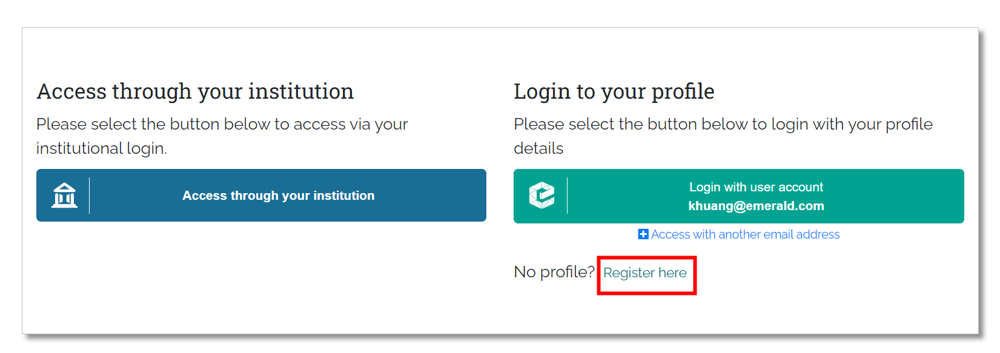 Access through your institution
Please select the button below to access via your
institutional login.
Access through your institution
Login to your profile
Please select the button below to login with your profile
details
Login with user account
khuang@emerald.com
Access with another email address
No profile? Register here